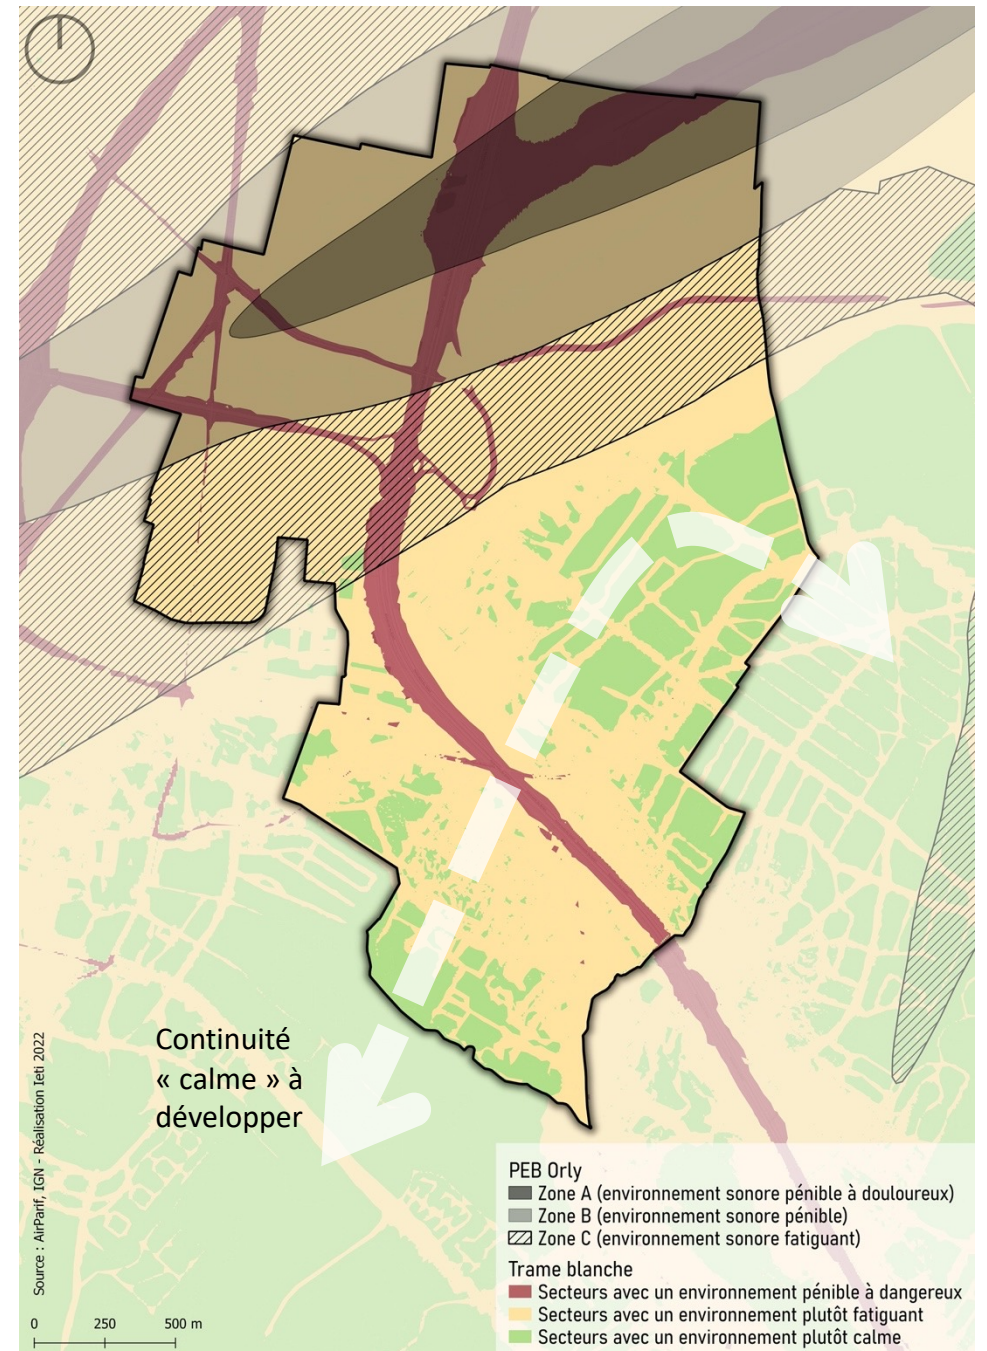 Continuité
« calme » à
développer
Source : AirParif, IGN - Réalisation Ieti 2022
0 250 500 m
PEB Orly
Zone A (environnement sonore pénible à douloureux)
Zone B (environnement sonore pénible)
Zone C (environnement sonore fatiguant)
Trame blanche
Secteurs avec un environnement pénible à dangereux
Secteurs avec un environnement plutôt fatiguant
Secteurs avec un environnement plutôt calme